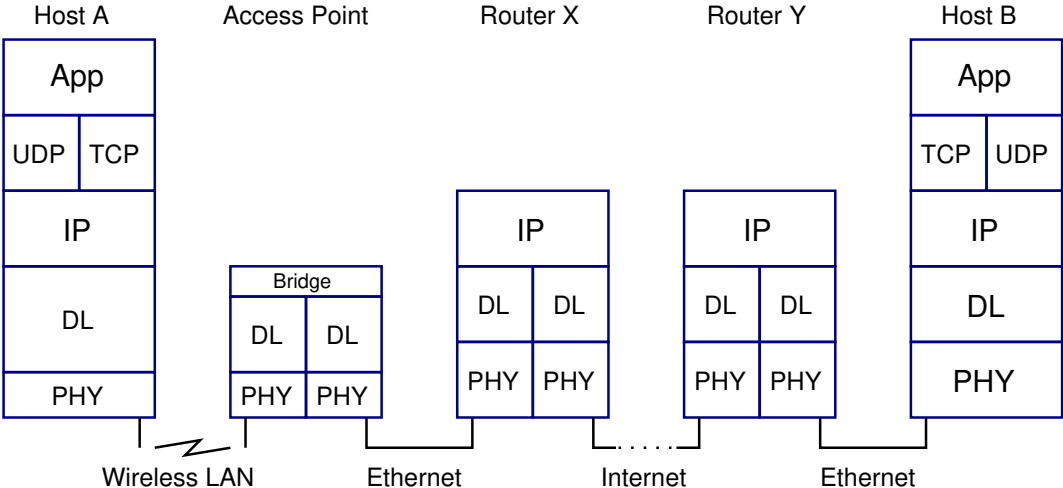 Host A Access Point Router X Router Y Host B
App App
UDP TCP TCP UDP
IP IP IP IP
Bridge
DL DL DL DL DL DL DL DL
PHY PHY PHY PHY PHY PHY PHY PHY
Wireless LAN Ethernet Internet Ethernet